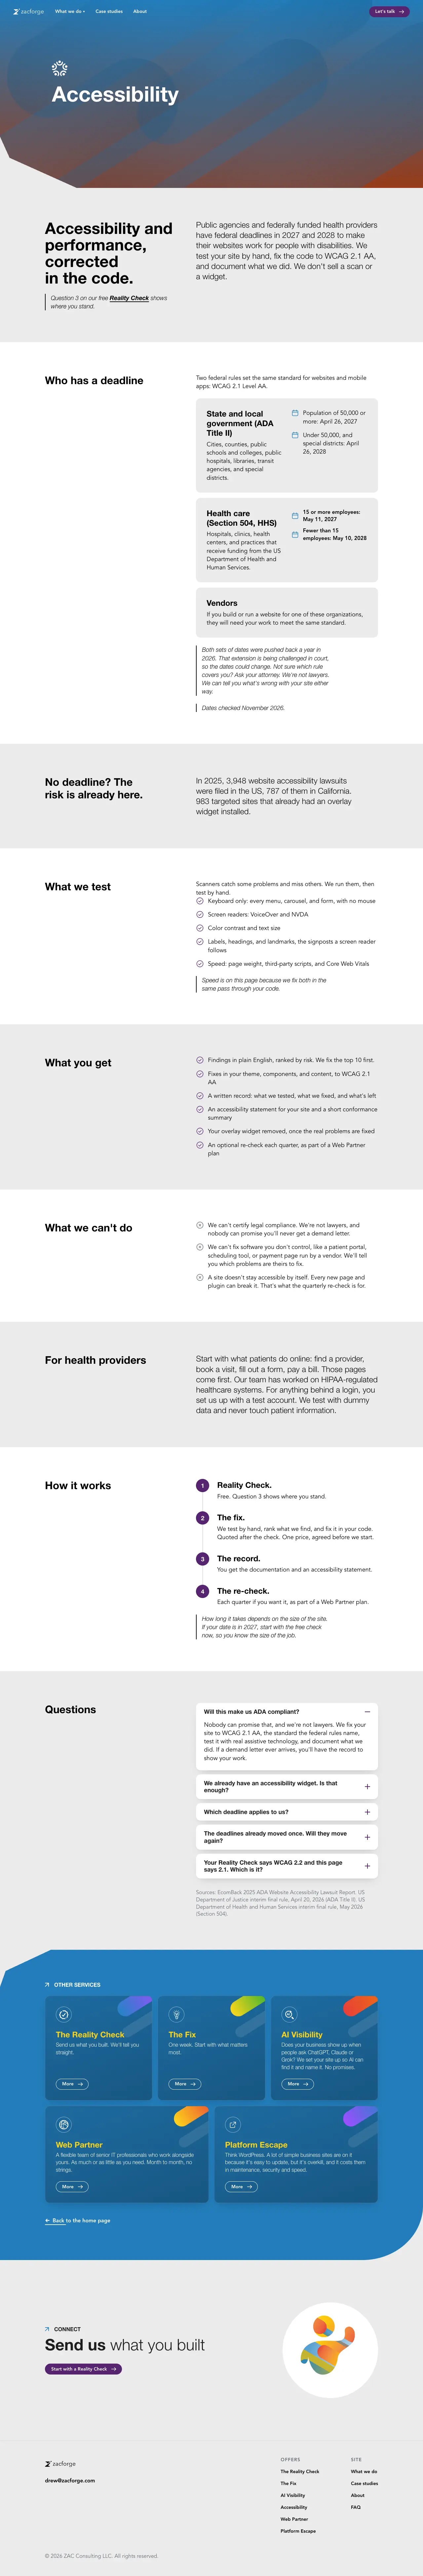 zacforge
What we do
Case studies
About
Let's talk
Accessibility
Accessibility and
performance,
corrected
in the code.
Question 3 on our free Reality Check shows
where you stand.
Public agencies and federally funded health providers
have federal deadlines in 2027 and 2028 to make
their websites work for people with disabilities. We
test your site by hand, fix the code to WCAG 2.1 AA,
and document what we did. We don't sell a scan or
a widget.
Who has a deadline
Two federal rules set the same standard for websites and mobile
apps: WCAG 2.1 Level AA.
State and local
government (ADA
Title II)
Cities, counties, public
schools and colleges, public
hospitals, libraries, transit
agencies, and special
districts.
Population of 50,000 or
more: April 26, 2027
Under 50,000, and
special districts: April
26, 2028
Health care
(Section 504, HHS)
Hospitals, clinics, health
centers, and practices that
receive funding from the US
Department of Health and
Human Services.
15 or more employees:
May 11, 2027
Fewer than 15
employees: May 10, 2028
Vendors
If you build or run a website for one of these organizations,
they will need your work to meet the same standard.
Both sets of dates were pushed back a year in
2026. That extension is being challenged in court,
so the dates could change. Not sure which rule
covers you? Ask your attorney. We're not lawyers.
We can tell you what's wrong with your site either
way.
Dates checked November 2026.
No deadline? The
risk is already here.
In 2025, 3,948 website accessibility lawsuits
were filed in the US, 787 of them in California.
983 targeted sites that already had an overlay
widget installed.
What we test
Scanners catch some problems and miss others. We run them, then
test by hand.
Keyboard only: every menu, carousel, and form, with no mouse
Screen readers: VoiceOver and NVDA
Color contrast and text size
Labels, headings, and landmarks, the signposts a screen reader
follows
Speed: page weight, third-party scripts, and Core Web Vitals
Speed is on this page because we fix both in the
same pass through your code.
What you get
Findings in plain English, ranked by risk. We fix the top 10 first.
Fixes in your theme, components, and content, to WCAG 2.1
AA
A written record: what we tested, what we fixed, and what's left
An accessibility statement for your site and a short conformance
summary
Your overlay widget removed, once the real problems are fixed
An optional re-check each quarter, as part of a Web Partner
plan
What we can't do
We can't certify legal compliance. We're not lawyers, and
nobody can promise you'll never get a demand letter.
We can't fix software you don't control, like a patient portal,
scheduling tool, or payment page run by a vendor. We'll tell
you which problems are theirs to fix.
A site doesn't stay accessible by itself. Every new page and
plugin can break it. That's what the quarterly re-check is for.
For health providers
Start with what patients do online: find a provider,
book a visit, fill out a form, pay a bill. Those pages
come first. Our team has worked on HIPAA-regulated
healthcare systems. For anything behind a login, you
set us up with a test account. We test with dummy
data and never touch patient information.
How it works
1
Reality Check.
Free. Question 3 shows where you stand.
2
The fix.
We test by hand, rank what we find, and fix it in your code.
Quoted after the check. One price, agreed before we start.
3
The record.
You get the documentation and an accessibility statement.
4
The re-check.
Each quarter if you want it, as part of a Web Partner plan.
How long it takes depends on the size of the site.
If your date is in 2027, start with the free check
now, so you know the size of the job.
Questions
Will this make us ADA compliant?
Nobody can promise that, and we're not lawyers. We fix your
site to WCAG 2.1 AA, the standard the federal rules name,
test it with real assistive technology, and document what we
did. If a demand letter ever arrives, you'll have the record to
show your work.
We already have an accessibility widget. Is that
enough?
Which deadline applies to us?
The deadlines already moved once. Will they move
again?
Your Reality Check says WCAG 2.2 and this page
says 2.1. Which is it?
Sources: EcomBack 2025 ADA Website Accessibility Lawsuit Report. US
Department of Justice interim final rule, April 20, 2026 (ADA Title II). US
Department of Health and Human Services interim final rule, May 2026
(Section 504).
OTHER SERVICES
The Reality Check
Send us what you built. We'll tell you
straight.
More
The Fix
One week. Start with what matters
most.
More
AI Visibility
Does your business show up when
people ask ChatGPT, Claude or
Grok? We set your site up so AI can
find it and name it. No promises.
More
Web Partner
A flexible team of senior IT professionals who work alongside
yours. As much or as little as you need. Month to month, no
strings.
More
Platform Escape
Think WordPress. A lot of simple business sites are on it
because it's easy to update, but it's overkill, and it costs them
in maintenance, security and speed.
More
Back to the home page
CONNECT
Send us what you built
Start with a Reality Check
zacforge
drew@zacforge.com
OFFERS
The Reality Check
The Fix
AI Visibility
Accessibility
Web Partner
Platform Escape
SITE
What we do
Case studies
About
FAQ
© 2026 ZAC Consulting LLC. All rights reserved.